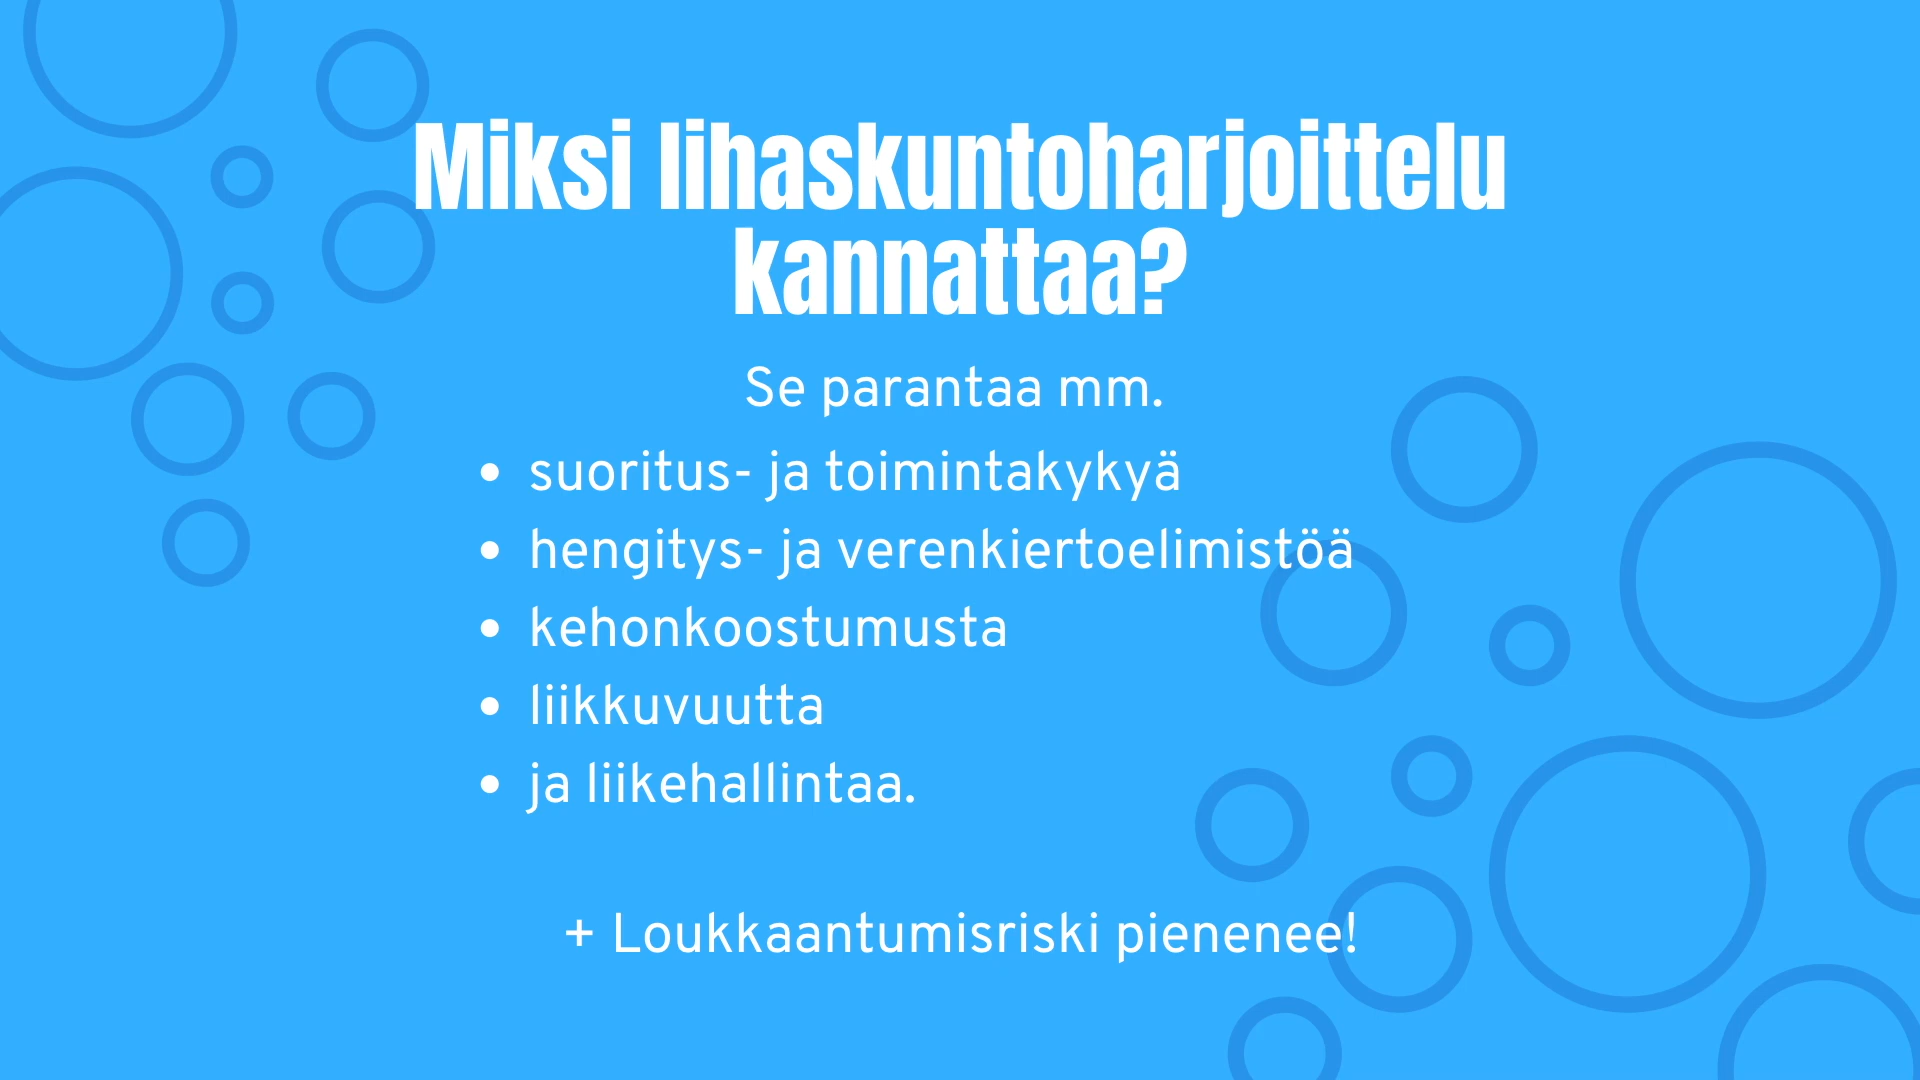 Miksi lihaskuntoharjoittelu
kannattaa?
Se parantaa mm.
• suoritus- ja toimintakykyä
• hengitys- ja verenkiertoelimistöä
• kehonkoostumusta
• liikkuvuutta
• ja liikehallintaa.
+ Loukkaantumisriski pienenee!